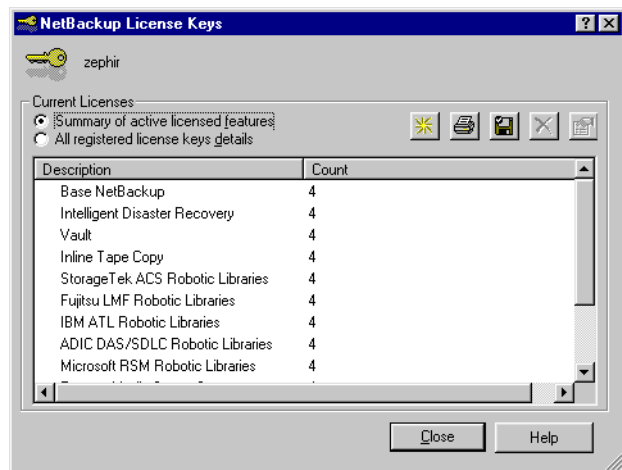 NetBackup License Keys
zephir
Current Licenses
Summary of active licensed features
All registered license keys details
Description Count
Base NetBackup 4
Intelligent Disaster Recovery 4
Vault 4
Inline Tape Copy 4
StorageTek ACS Robotic Libraries 4
Fujitsu LMF Robotic Libraries 4
IBM ATL Robotic Libraries 4
ADIC DAS/SDLC Robotic Libraries 4
Microsoft RSM Robotic Libraries 4
Close Help